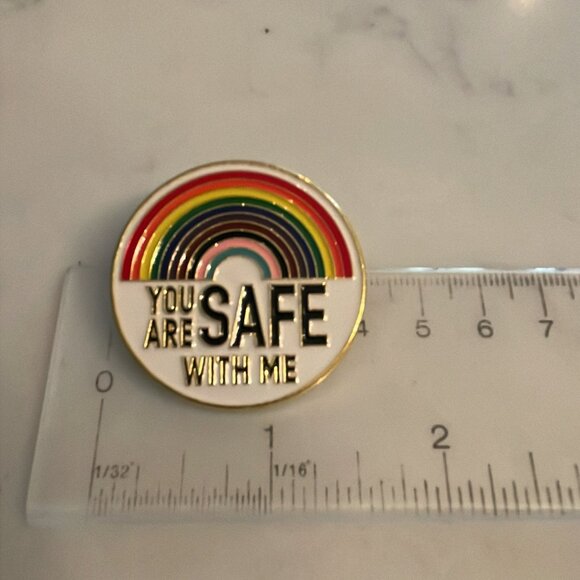 YOU
ARE SAFE
WITH ME
4 5 6 7
0
1 2
1/32" 1/16"